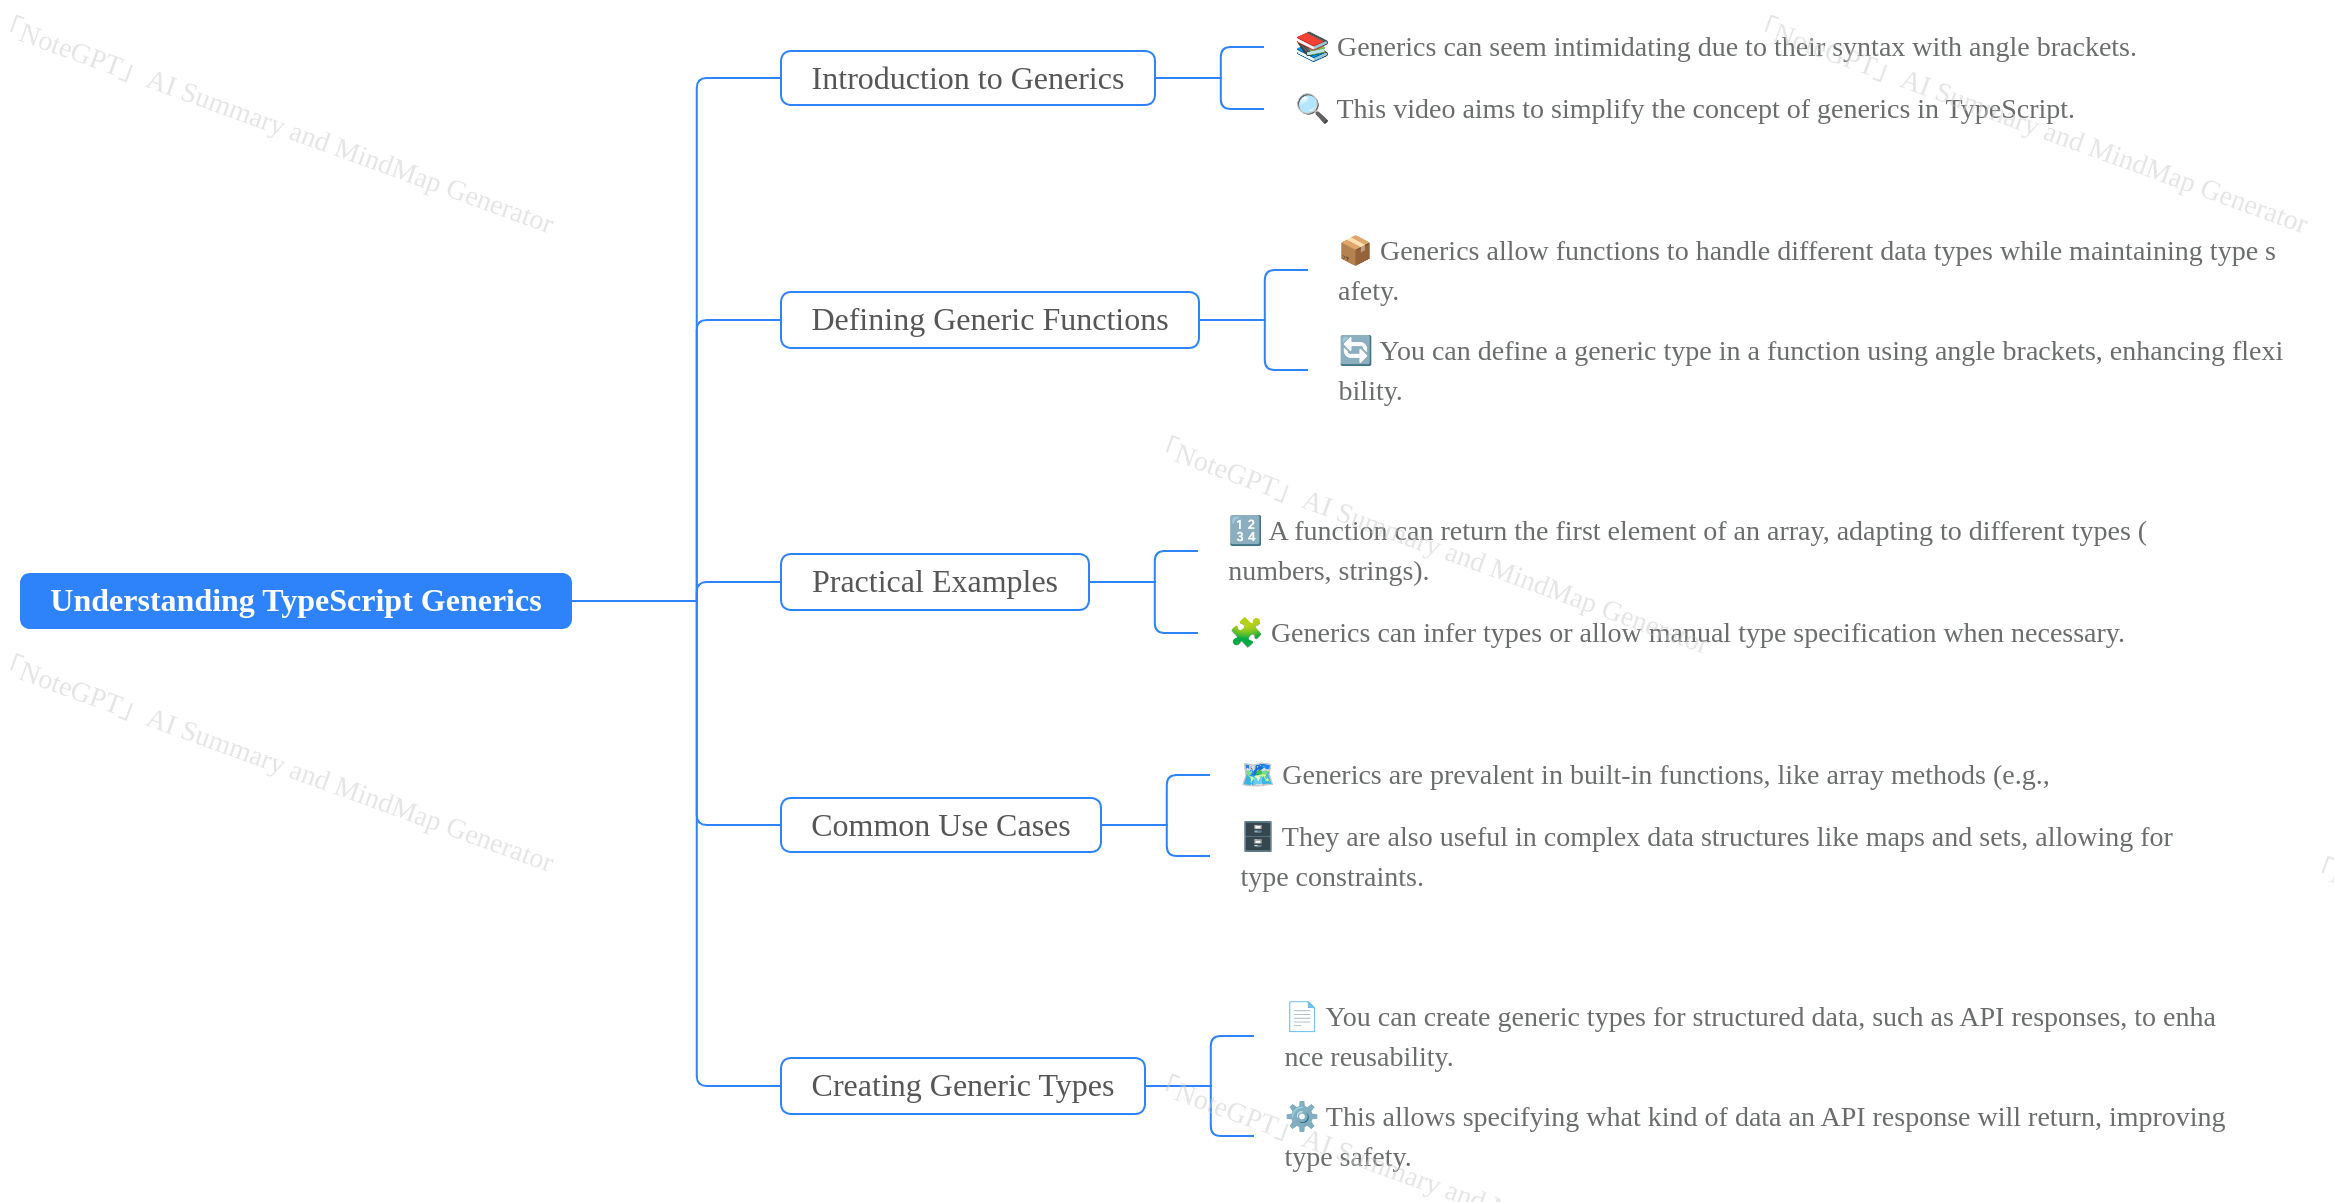 Understanding TypeScript Generics
Introduction to Generics
📚 Generics can seem intimidating due to their syntax with angle brackets.
🔍 This video aims to simplify the concept of generics in TypeScript.
Defining Generic Functions
📦 Generics allow functions to handle different data types while maintaining type s
afety.
🔄 You can define a generic type in a function using angle brackets, enhancing flexi
bility.
Practical Examples
🔢 A function can return the first element of an array, adapting to different types (
numbers, strings).
🧩 Generics can infer types or allow manual type specification when necessary.
Common Use Cases
🗺️ Generics are prevalent in built-in functions, like array methods (e.g.,
🗄️ They are also useful in complex data structures like maps and sets, allowing for
type constraints.
Creating Generic Types
📄 You can create generic types for structured data, such as API responses, to enha
nce reusability.
⚙️ This allows specifying what kind of data an API response will return, improving
type safety.
「NoteGPT」 AI Summary and MindMap Generator
「NoteGPT」 AI Summary and MindMap Generator
「NoteGPT」 AI Summary and MindMap Generator
「NoteGPT」 AI Summary and MindMap Generator
「NoteGPT」 AI Summary and